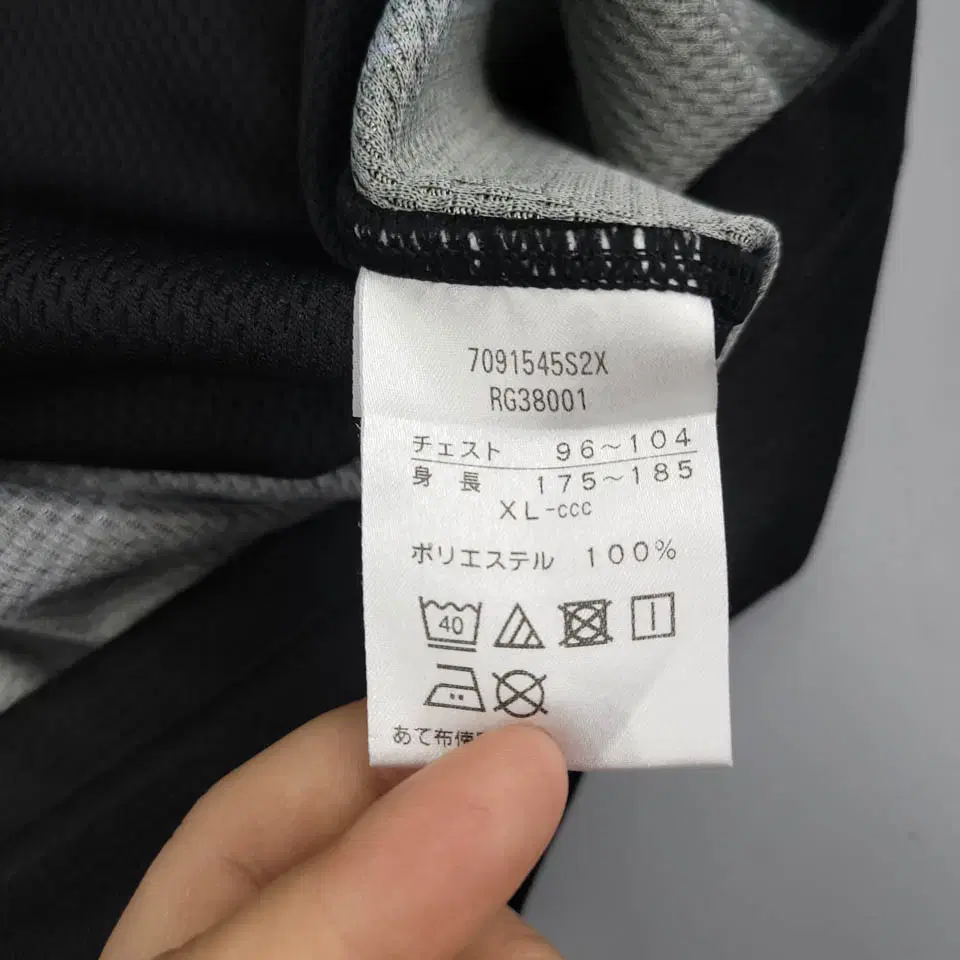 7091545S2X
RG38001
チェスト 96~104
身長 175~185
XL-ccc
ポリエステル 100%
40
あて布使